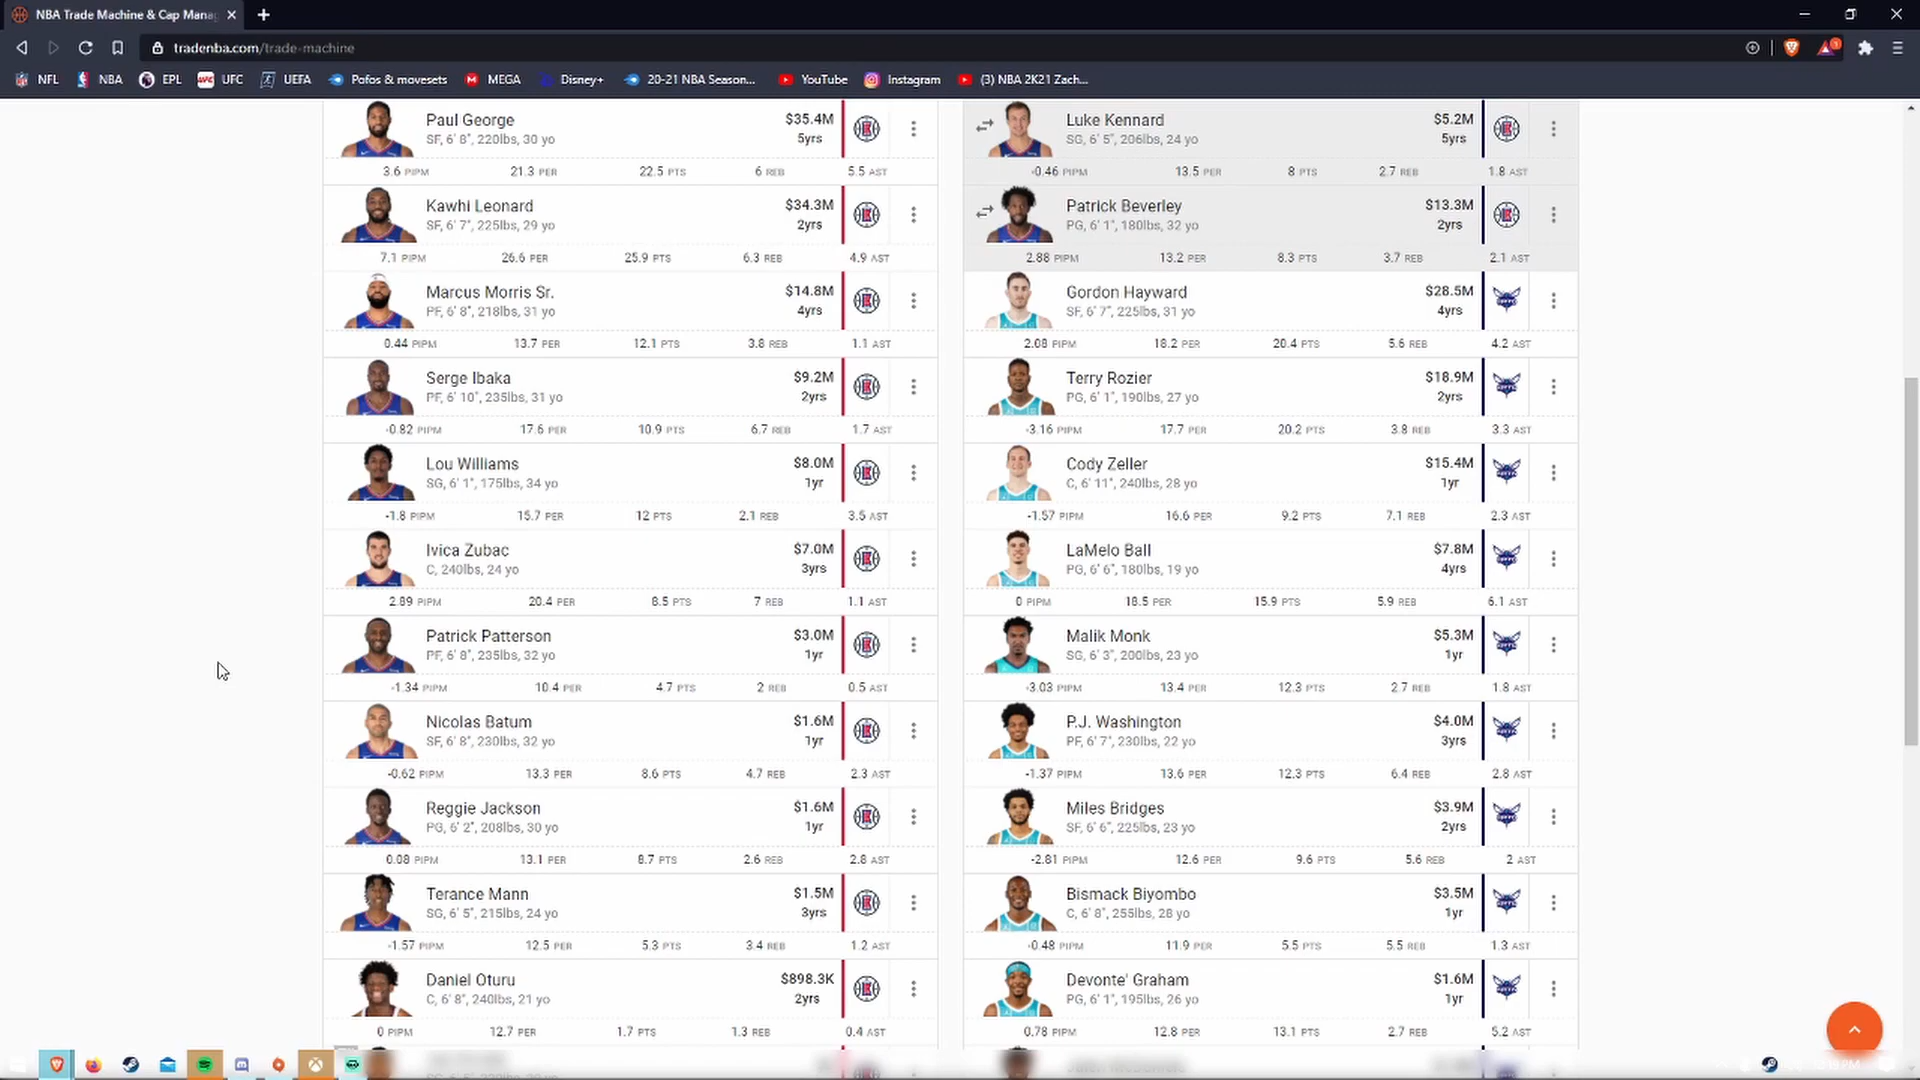 NBA Trade Machine & Cap Mana
tradenba.com/trade-machine
NFL NBA EPL UFC UEFA Pofos & movesets MEGA Disney+ 20-21 NBA Season... YouTube Instagram (3) NBA 2K21 Zach...
Paul George $35.4M
SF, 6' 8", 220lbs, 30 yo 5yrs
3.6 PIPM 21.3 PER 22.5 PTS 6 REB 5.5 AST
Kawhi Leonard $34.3M
SF, 6' 7", 225lbs, 29 yo 2yrs
7.1 PIPM 26.6 PER 25.9 PTS 6.3 REB 4.9 AST
Marcus Morris Sr. $14.8M
PF, 6' 8", 218lbs, 31 yo 4yrs
0.44 PIPM 13.7 PER 12.1 PTS 3.8 REB 1.1 AST
Serge Ibaka $9.2M
PF, 6' 10", 235lbs, 31 yo 2yrs
-0.82 PIPM 17.6 PER 10.9 PTS 6.7 REB 1.7 AST
Lou Williams $8.0M
SG, 6' 1", 175lbs, 34 yo 1yr
-1.8 PIPM 15.7 PER 12 PTS 2.1 REB 3.5 AST
Ivica Zubac $7.0M
C, 240lbs, 24 yo 3yrs
2.89 PIPM 20.4 PER 8.5 PTS 7 REB 1.1 AST
Patrick Patterson $3.0M
PF, 6' 8", 235lbs, 32 yo 1yr
-1.34 PIPM 10.4 PER 4.7 PTS 2 REB 0.5 AST
Nicolas Batum $1.6M
SF, 6' 8", 230lbs, 32 yo 1yr
-0.62 PIPM 13.3 PER 8.6 PTS 4.7 REB 2.3 AST
Reggie Jackson $1.6M
PG, 6' 2", 208lbs, 30 yo 1yr
0.08 PIPM 13.1 PER 8.7 PTS 2.6 REB 2.8 AST
Terance Mann $1.5M
SG, 6' 5", 215lbs, 24 yo 3yrs
-1.57 PIPM 12.5 PER 5.3 PTS 3.4 REB 1.2 AST
Daniel Oturu $898.3K
C, 6' 8", 240lbs, 21 yo 2yrs
0 PIPM 12.7 PER 1.7 PTS 1.3 REB 0.4 AST
Luke Kennard $5.2M
SG, 6' 5", 206lbs, 24 yo 5yrs
-0.46 PIPM 13.5 PER 8 PTS 2.7 REB 1.8 AST
Patrick Beverley $13.3M
PG, 6' 1", 180lbs, 32 yo 2yrs
2.88 PIPM 13.2 PER 8.3 PTS 3.7 REB 2.1 AST
Gordon Hayward $28.5M
SF, 6' 7", 225lbs, 31 yo 4yrs
2.08 PIPM 18.2 PER 20.4 PTS 5.6 REB 4.2 AST
Terry Rozier $18.9M
PG, 6' 1", 190lbs, 27 yo 2yrs
-3.16 PIPM 17.7 PER 20.2 PTS 3.8 REB 3.3 AST
Cody Zeller $15.4M
C, 6' 11", 240lbs, 28 yo 1yr
-1.57 PIPM 16.6 PER 9.2 PTS 7.1 REB 2.3 AST
LaMelo Ball $7.8M
PG, 6' 6", 180lbs, 19 yo 4yrs
0 PIPM 18.5 PER 15.9 PTS 5.9 REB 6.1 AST
Malik Monk $5.3M
SG, 6' 3", 200lbs, 23 yo 1yr
-3.03 PIPM 13.4 PER 12.3 PTS 2.7 REB 1.8 AST
P.J. Washington $4.0M
PF, 6' 7", 230lbs, 22 yo 3yrs
-1.37 PIPM 13.6 PER 12.3 PTS 6.4 REB 2.8 AST
Miles Bridges $3.9M
SF, 6' 6", 225lbs, 23 yo 2yrs
-2.81 PIPM 12.6 PER 9.6 PTS 5.6 REB 2 AST
Bismack Biyombo $3.5M
C, 6' 8", 255lbs, 28 yo 1yr
-0.48 PIPM 11.9 PER 5.5 PTS 5.5 REB 1.3 AST
Devonte' Graham $1.6M
PG, 6' 1", 195lbs, 26 yo 1yr
0.78 PIPM 12.8 PER 13.1 PTS 2.7 REB 5.2 AST